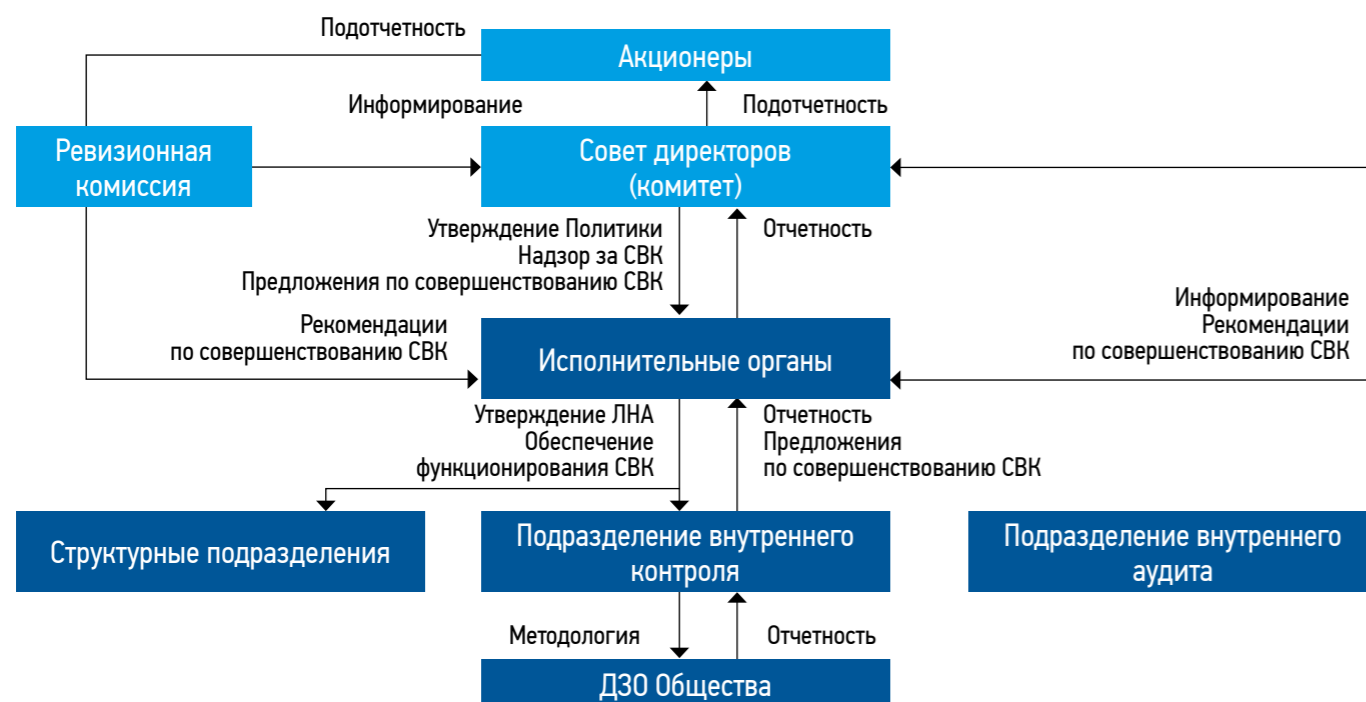 Подотчетность
Акционеры
Информирование
Подотчетность
Ревизионная
комиссия
Совет директоров
(комитет)
Утверждение Политики
Надзор за СВК
Предложения по совершенствованию СВК
Отчетность
Рекомендации
по совершенствованию СВК
Информирование
Рекомендации
по совершенствованию СВК
Исполнительные органы
Утверждение ЛНА
Обеспечение
функционирования СВК
Отчетность
Предложения
по совершенствованию СВК
Структурные подразделения
Подразделение внутреннего
контроля
Подразделение внутреннего
аудита
Методология
Отчетность
ДЗО Общества